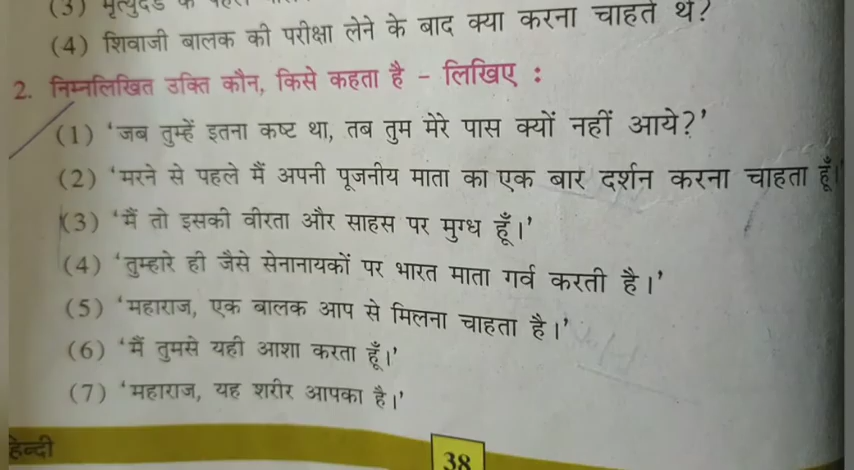 (3) मृत्युदंड के पहले
(4) शिवाजी बालक की परीक्षा लेने के बाद क्या करना चाहते थे?
2. निम्नलिखित उक्ति कौन, किसे कहता है – लिखिए :
(1) ‘जब तुम्हें इतना कष्ट था, तब तुम मेरे पास क्यों नहीं आये?’
(2) ‘मरने से पहले मैं अपनी पूजनीय माता का एक बार दर्शन करना चाहता हूँ।’
(3) ‘मैं तो इसकी वीरता और साहस पर मुग्ध हूँ।’
(4) ‘तुम्हारे ही जैसे सेनानायकों पर भारत माता गर्व करती है।’
(5) ‘महाराज, एक बालक आप से मिलना चाहता है।’
(6) ‘मैं तुमसे यही आशा करता हूँ।’
(7) ‘महाराज, यह शरीर आपका है।’
हिन्दी
38